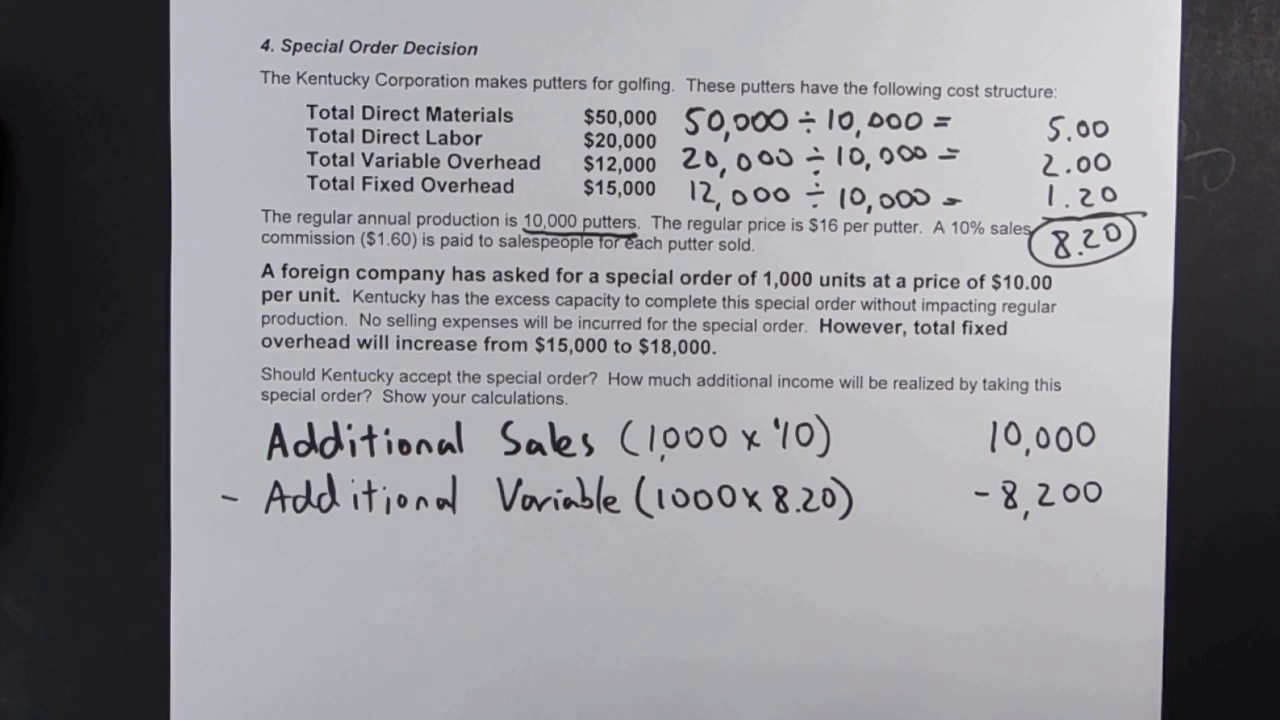 4. Special Order Decision
The Kentucky Corporation makes putters for golfing. These putters have the following cost structure:
Total Direct Materials $50,000 50,000 ÷ 10,000 = 5.00
Total Direct Labor $20,000 20,000 ÷ 10,000 = 2.00
Total Variable Overhead $12,000 12,000 ÷ 10,000 = 1.20
Total Fixed Overhead $15,000
The regular annual production is 10,000 putters. The regular price is $16 per putter. A 10% sales 8.20
commission ($1.60) is paid to salespeople for each putter sold.
A foreign company has asked for a special order of 1,000 units at a price of $10.00
per unit. Kentucky has the excess capacity to complete this special order without impacting regular
production. No selling expenses will be incurred for the special order. However, total fixed
overhead will increase from $15,000 to $18,000.
Should Kentucky accept the special order? How much additional income will be realized by taking this
special order? Show your calculations.
Additional Sales (1,000 x '10) 10,000
- Additional Variable (1000 x 8.20) -8,200